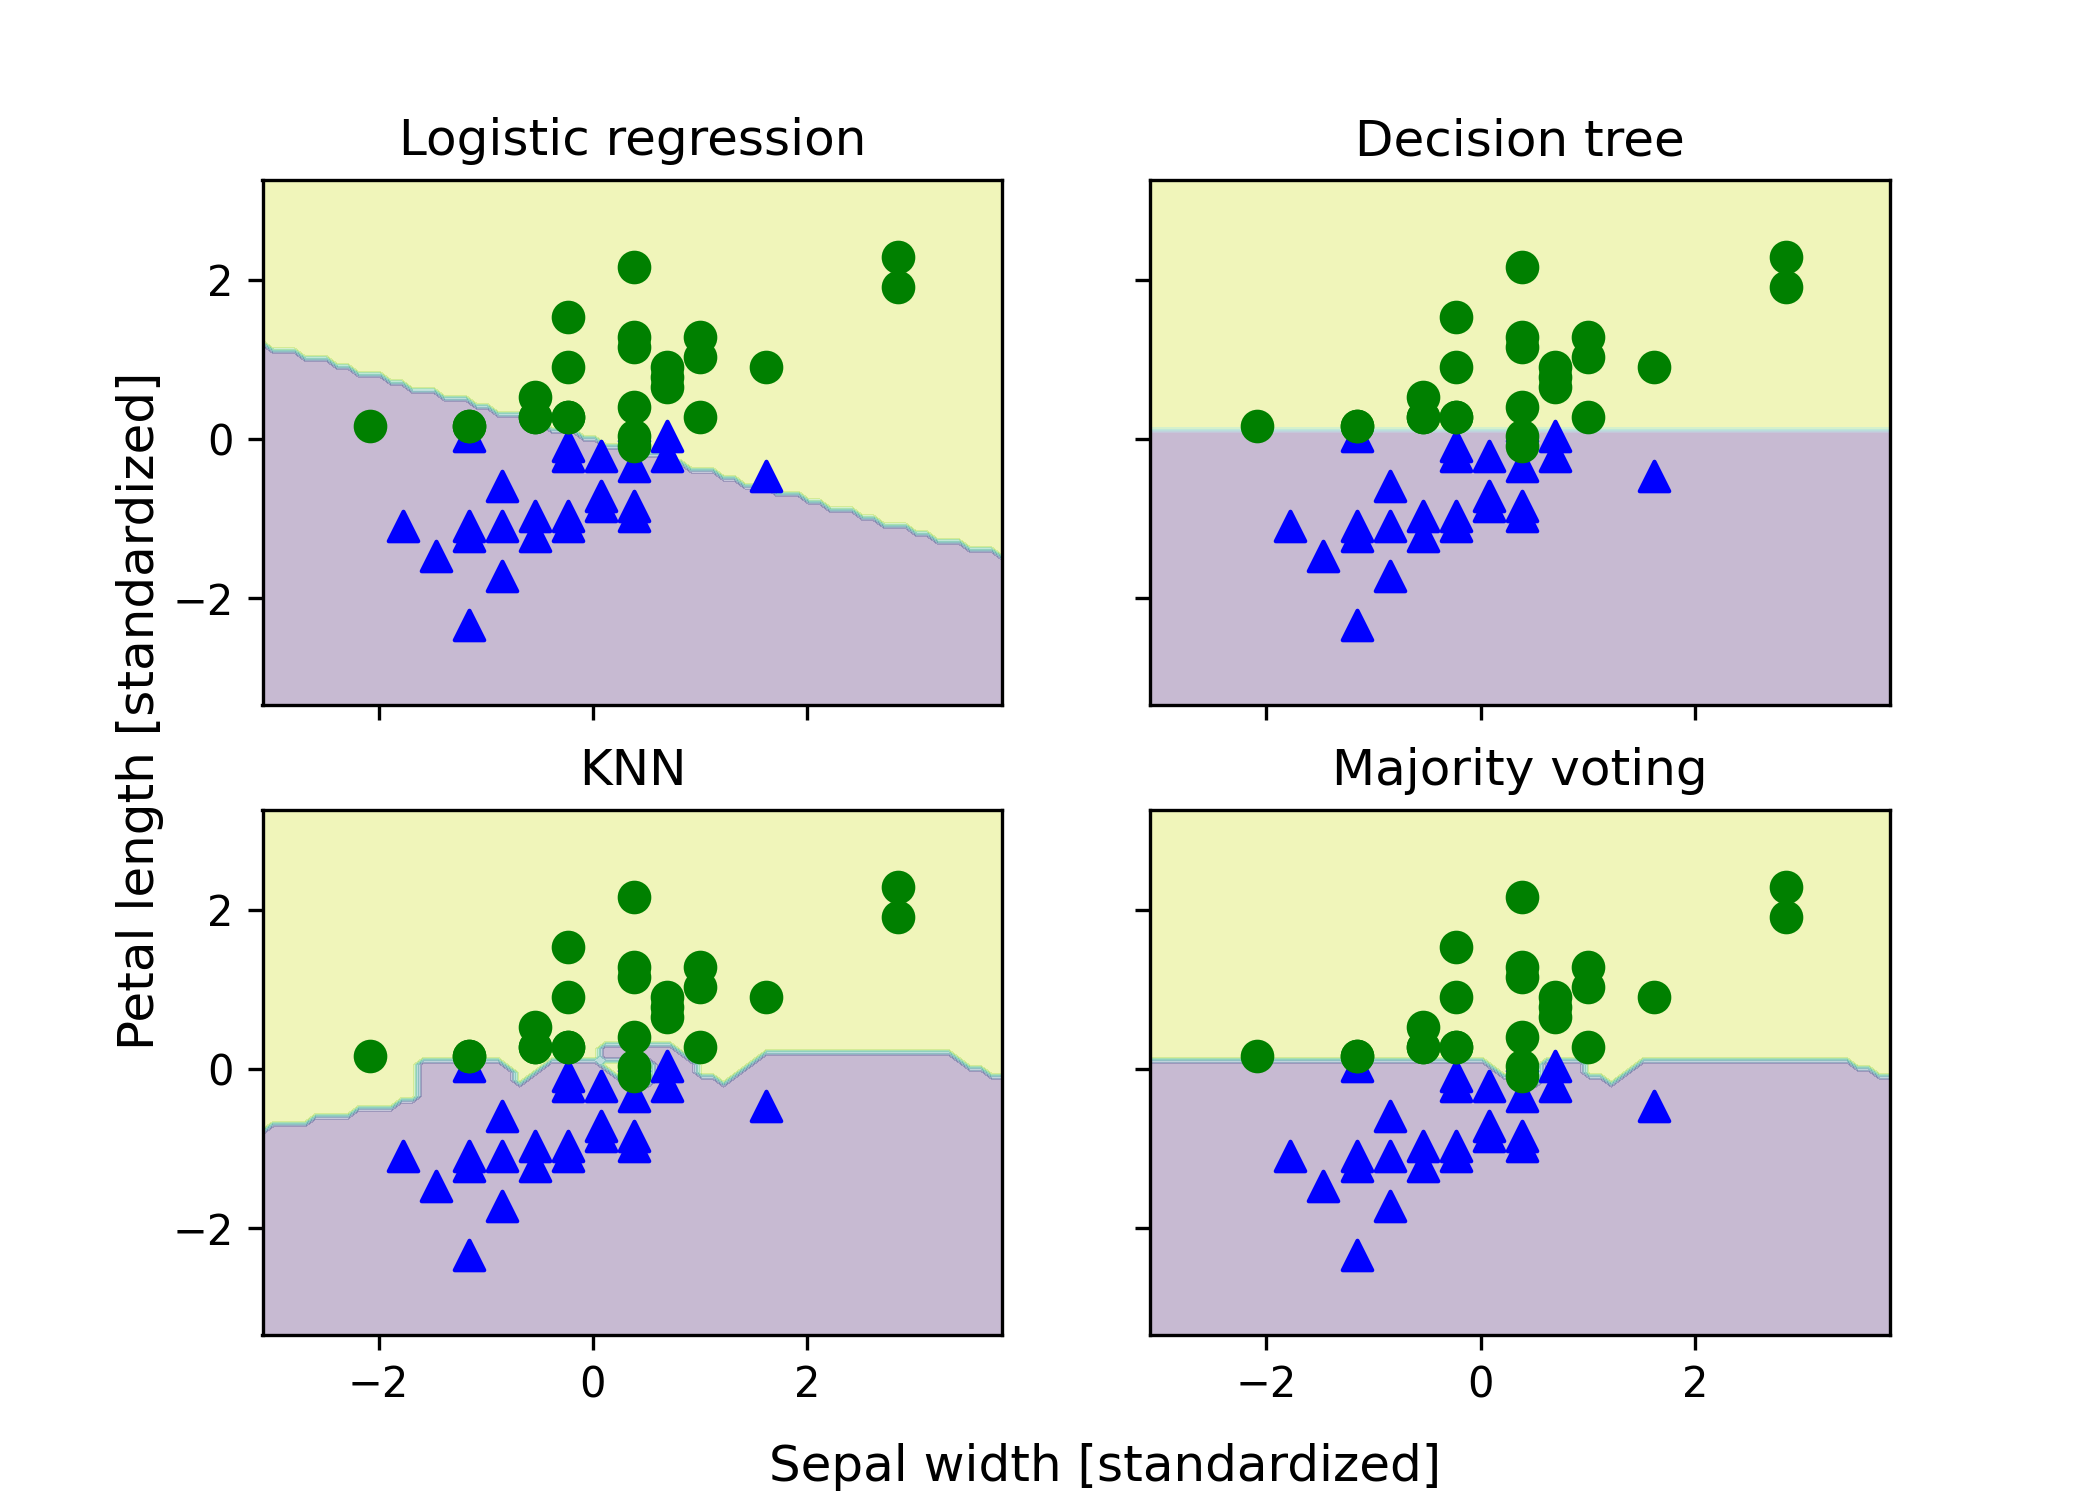 Logistic regression
Decision tree
2
0
−2
KNN
Majority voting
2
0
−2
−2 0 2
−2 0 2
Petal length [standardized]
Sepal width [standardized]